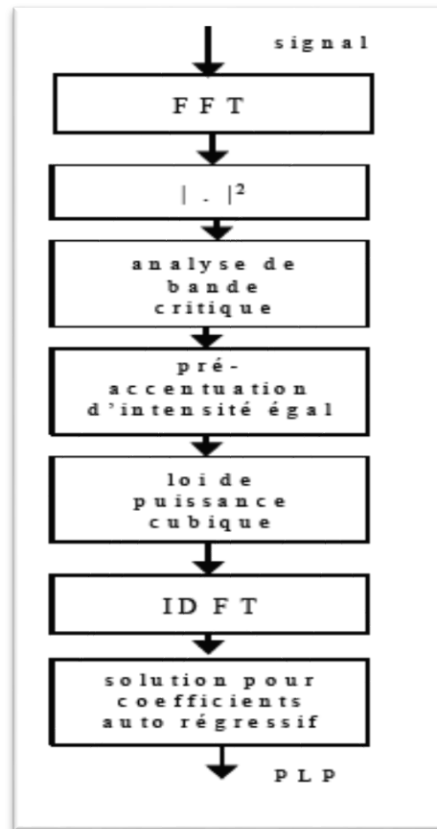 signal
FFT
| . |²
analyse de
bande
critique
pré-
accentuation
d'intensité égal
loi de
puissance
cubique
IDFT
solution pour
coefficients
auto régressif
PLP